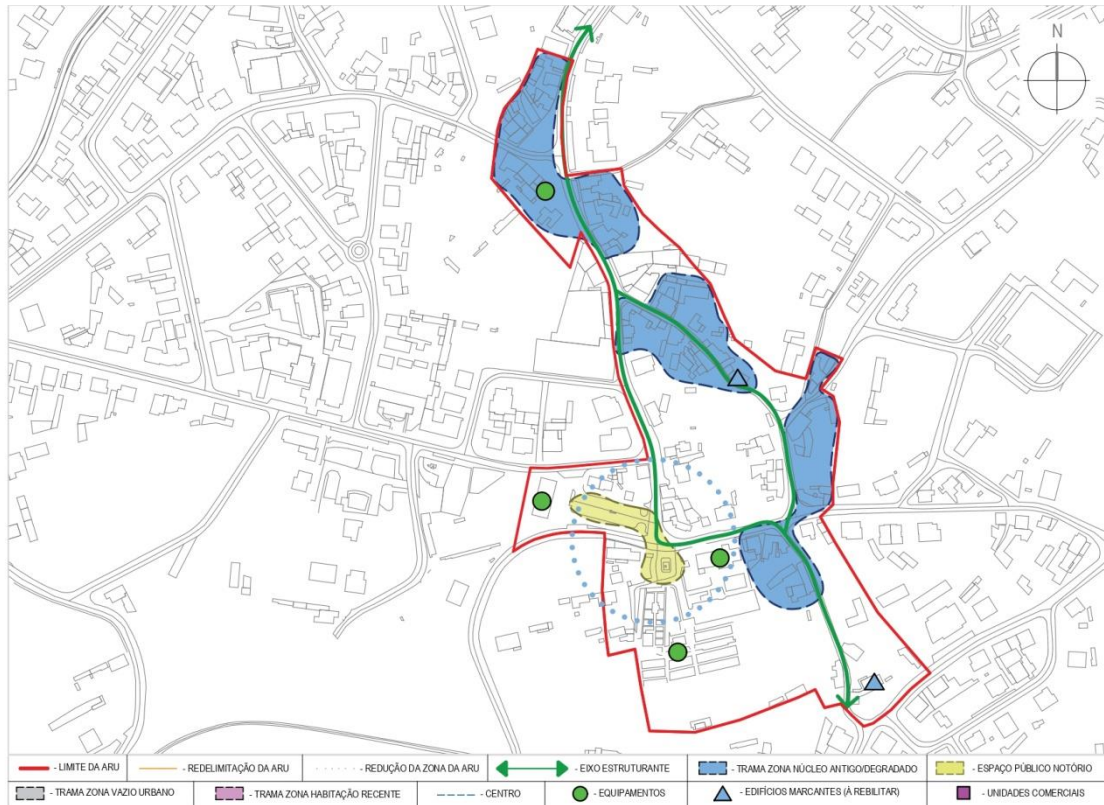 N
- LIMITE DA ARU - REDELIMITAÇÃO DA ARU - REDUÇÃO DA ZONA DA ARU - EIXO ESTRUTURANTE - TRAMA ZONA NÚCLEO ANTIGO/DEGRADADO - ESPAÇO PÚBLICO NOTÓRIO
- TRAMA ZONA VAZIO URBANO - TRAMA ZONA HABITAÇÃO RECENTE - CENTRO - EQUIPAMENTOS - EDIFÍCIOS MARCANTES (À REBILITAR) - UNIDADES COMERCIAIS